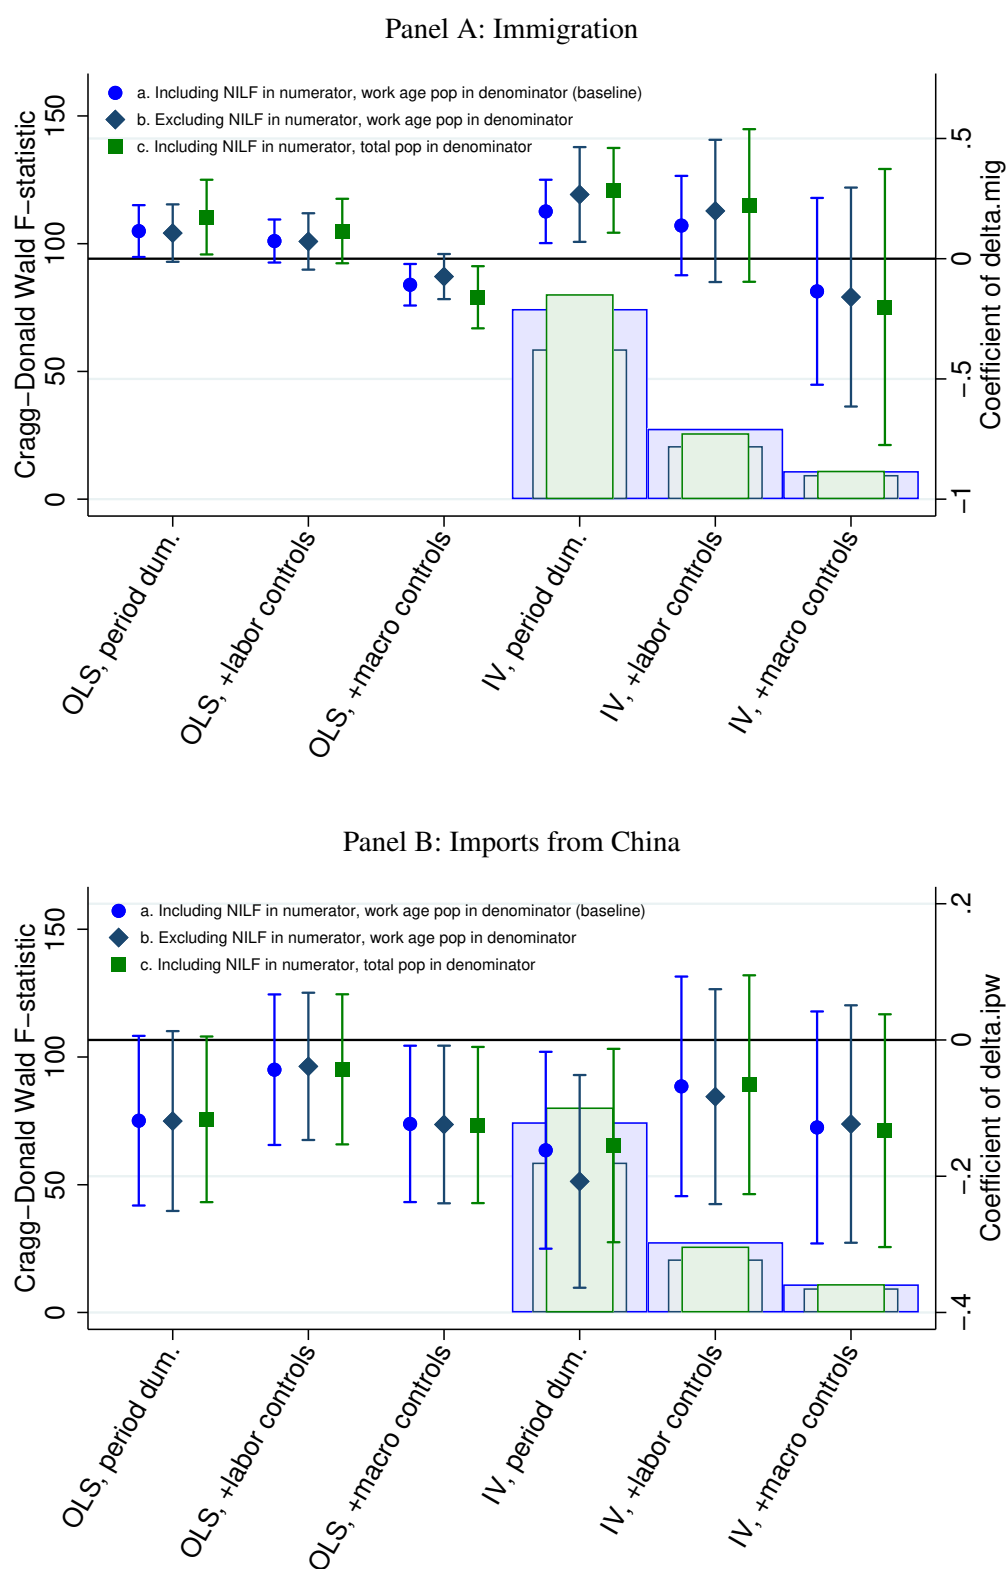 Panel A: Immigration
a. Including NILF in numerator, work age pop in denominator (baseline)
b. Excluding NILF in numerator, work age pop in denominator
c. Including NILF in numerator, total pop in denominator
Cragg−Donald Wald F−statistic
150
100
50
0
.5
0
−.5
−1
Coefficient of delta.mig
OLS, period dum.
OLS, +labor controls
OLS, +macro controls
IV, period dum.
IV, +labor controls
IV, +macro controls
Panel B: Imports from China
a. Including NILF in numerator, work age pop in denominator (baseline)
b. Excluding NILF in numerator, work age pop in denominator
c. Including NILF in numerator, total pop in denominator
Cragg−Donald Wald F−statistic
150
100
50
0
.2
0
−.2
−.4
Coefficient of delta.ipw
OLS, period dum.
OLS, +labor controls
OLS, +macro controls
IV, period dum.
IV, +labor controls
IV, +macro controls